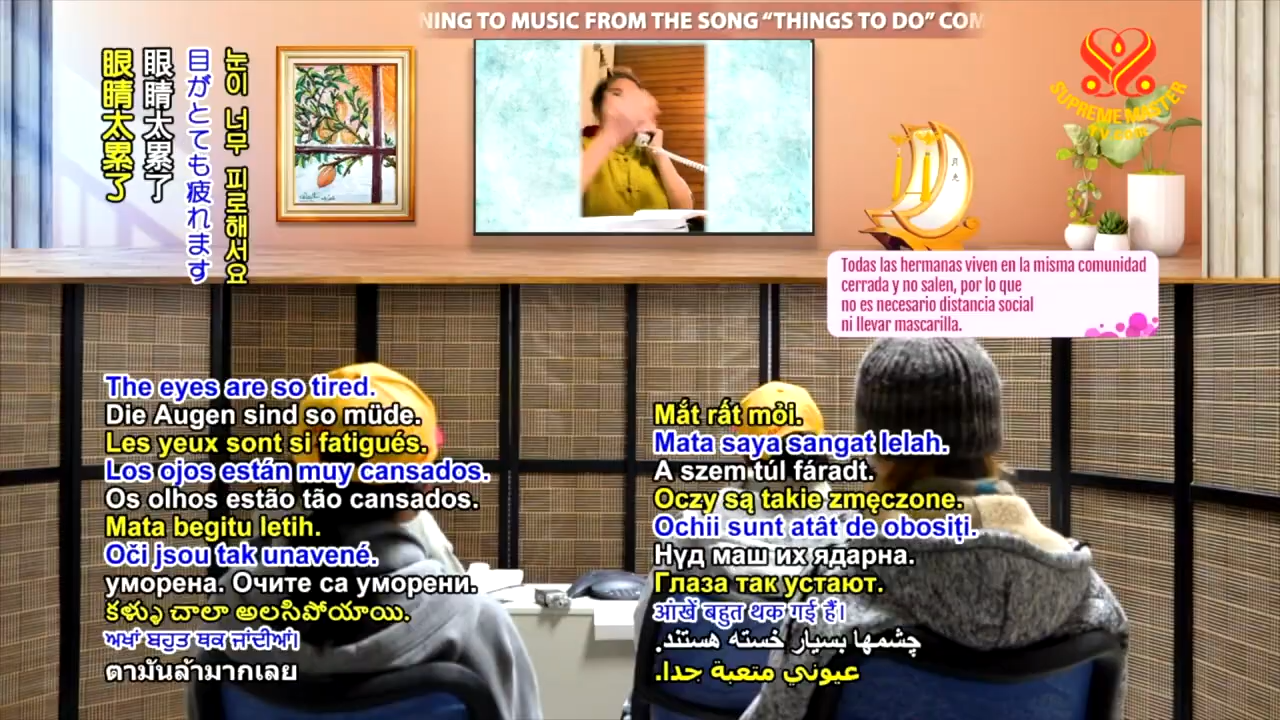 NING TO MUSIC FROM THE SONG “THINGS TO DO” COM
SUPREME MASTER
TV.com
눈이 너무 피로해서요
目がとても疲れます
眼睛太累了
眼睛太累了
月光
Todas las hermanas viven en la misma comunidad
cerrada y no salen, por lo que
no es necesario distancia social
ni llevar mascarilla.
The eyes are so tired.
Die Augen sind so müde.
Les yeux sont si fatigués.
Los ojos están muy cansados.
Os olhos estão tão cansados.
Mata begitu letih.
Oči jsou tak unavené.
уморена. Очите са уморени.
కళ్ళు చాలా అలసిపోయాయి.
ਅਖਾਂ ਬਹੁਤ ਥਕ ਜਾਂਦੀਆਂ।
ตามันล้ามากเลย
Mắt rất mỏi.
Mata saya sangat lelah.
A szem túl fáradt.
Oczy są takie zmęczone.
Ochii sunt atât de obosiți.
Нүд маш их ядарна.
Глаза так устают.
आँखें बहुत थक गई हैं।
چشمها بسیار خسته هستند.
عيوني متعبة جدا.